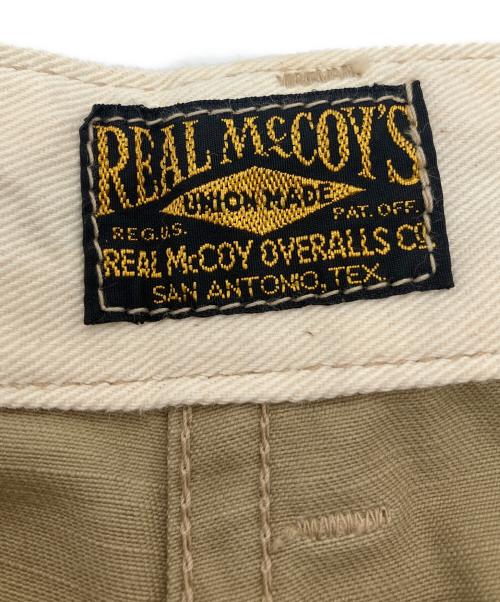 REAL McCOY'S
UNION MADE
REG.U.S. PAT. OFF.
REAL McCOY OVERALLS CO.
SAN ANTONIO, TEX.